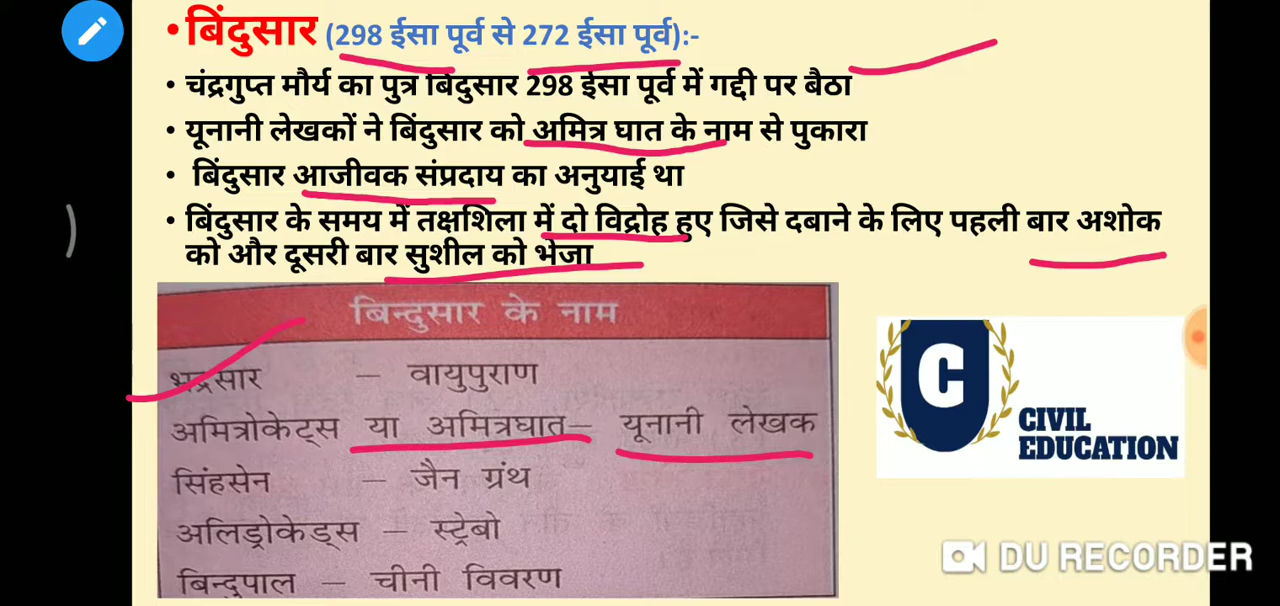 • बिंदुसार (298 ईसा पूर्व से 272 ईसा पूर्व):-
• चंद्रगुप्त मौर्य का पुत्र बिंदुसार 298 ईसा पूर्व में गद्दी पर बैठा
• यूनानी लेखकों ने बिंदुसार को अमित्र घात के नाम से पुकारा
• बिंदुसार आजीवक संप्रदाय का अनुयाई था
• बिंदुसार के समय में तक्षशिला में दो विद्रोह हुए जिसे दबाने के लिए पहली बार अशोक
को और दूसरी बार सुशील को भेजा
बिन्दुसार के नाम
भद्रसार – वायुपुराण
अमित्रोकेट्स या अमित्रघात– यूनानी लेखक
सिंहसेन – जैन ग्रंथ
अलिड्रोकेड्स – स्ट्रेबो
बिन्दुपाल – चीनी विवरण
C
CIVIL
EDUCATION
DU RECORDER